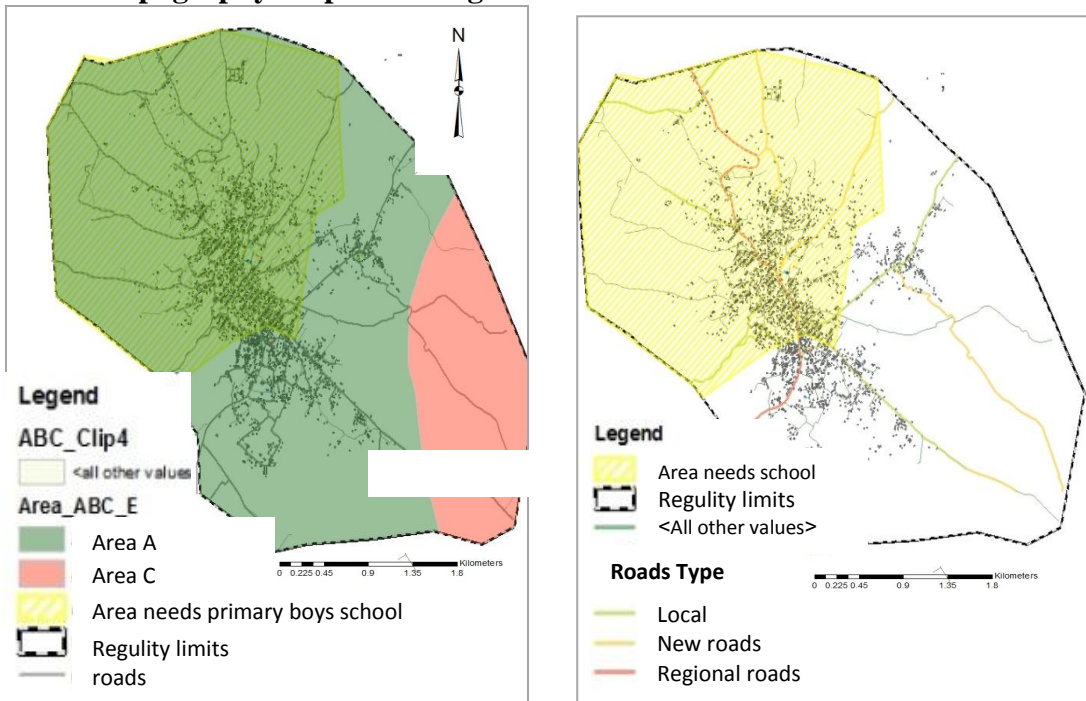 N
Kilometers
0 0.225 0.45 0.9 1.35 1.8
Legend
ABC_Clip4
<all other values
Area_ABC_E
Area A
Area C
Area needs primary boys school
Regulity limits
roads
Kilometers
0 0.225 0.45 0.9 1.35 1.8
Legend
Area needs school
Regulity limits
<All other values>
Roads Type
Local
New roads
Regional roads